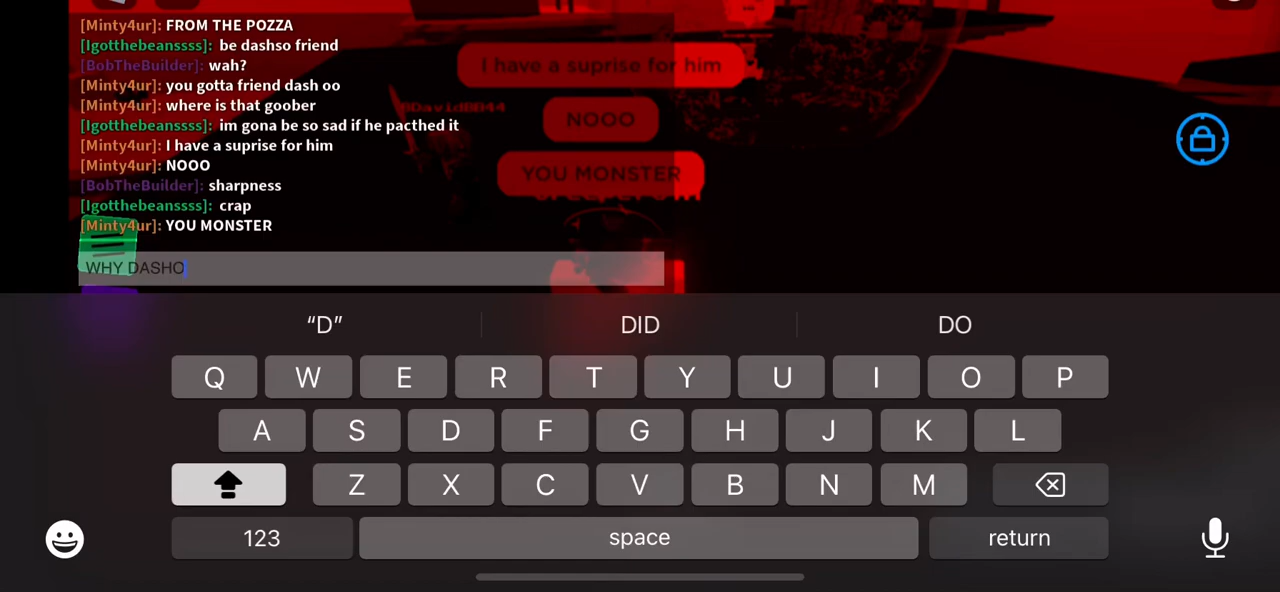 [Minty4ur]: FROM THE POZZA
[Igotthebeanssss]: be dashso friend
[BobTheBuilder]: wah?
[Minty4ur]: you gotta friend dash oo
[Minty4ur]: where is that goober
[Igotthebeanssss]: im gona be so sad if he pacthed it
[Minty4ur]: I have a suprise for him
[Minty4ur]: NOOO
[BobTheBuilder]: sharpness
[Igotthebeanssss]: crap
[Minty4ur]: YOU MONSTER
I have a suprise for him
NOOO
YOU MONSTER
WHY DASHO
“D” DID DO
Q W E R T Y U I O P
A S D F G H J K L
Z X C V B N M
123 space return